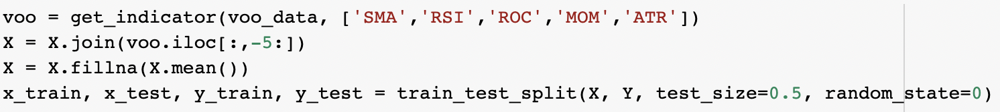 voo = get_indicator(voo_data, ['SMA','RSI','ROC','MOM','ATR'])
X = X.join(voo.iloc[:,-5:])
X = X.fillna(X.mean())
x_train, x_test, y_train, y_test = train_test_split(X, Y, test_size=0.5, random_state=0)